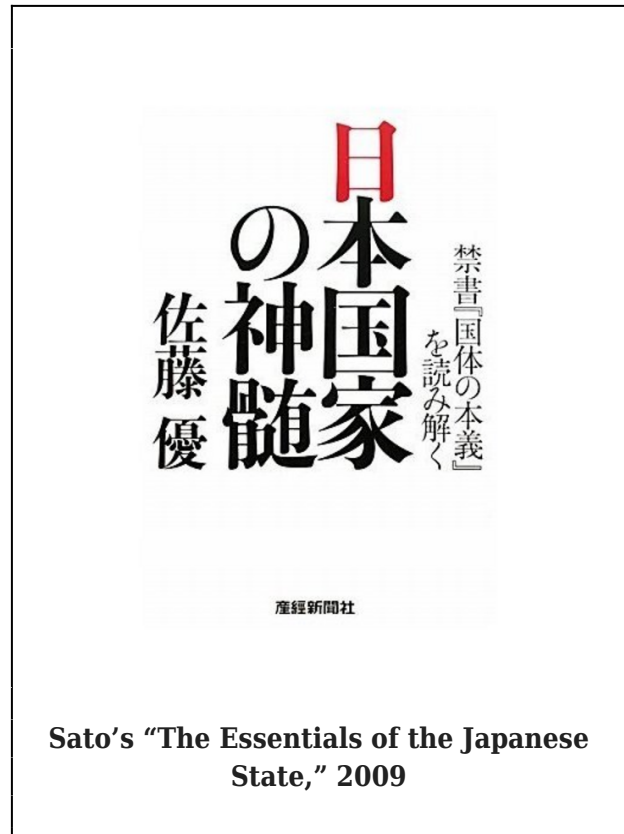 禁書『国体の本義』
を読み解く
日本国家
の神髄
佐藤 優
産經新聞社
Sato’s “The Essentials of the Japanese
State,” 2009